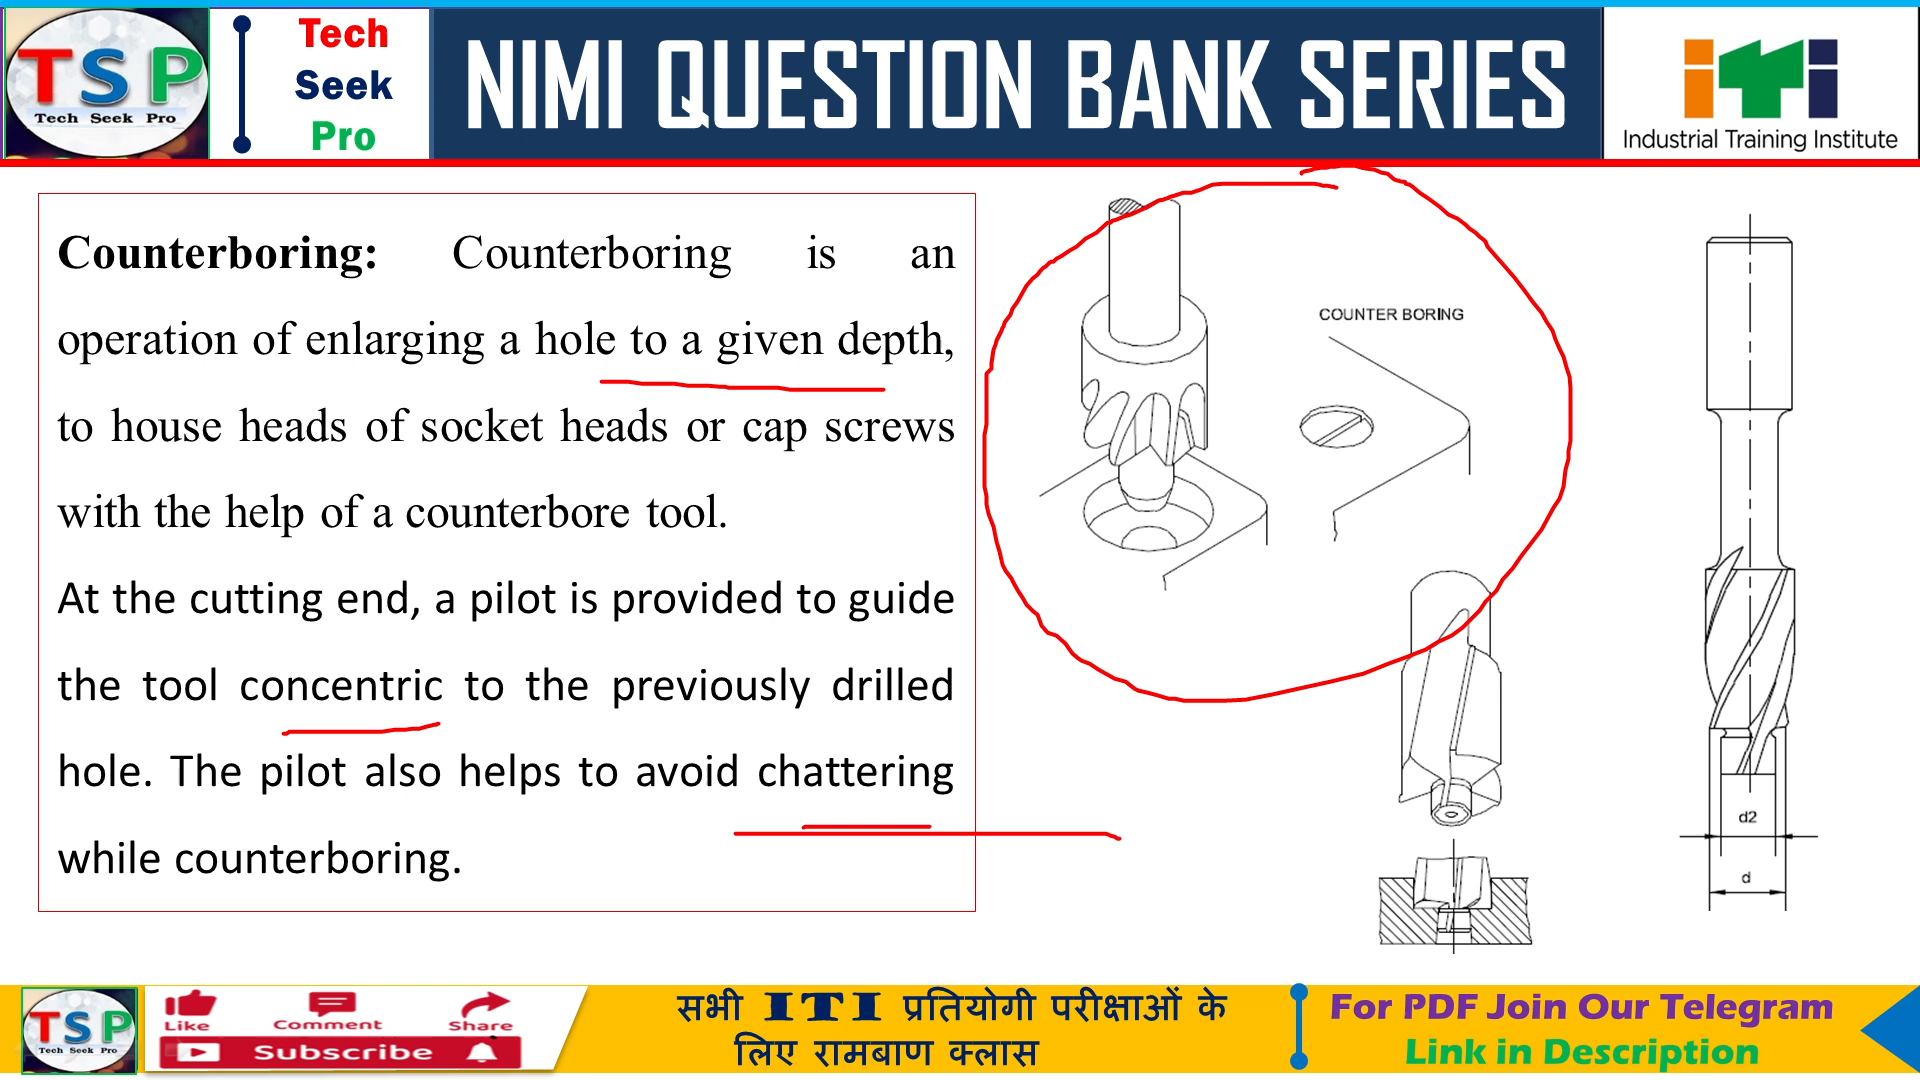 TSP
Tech Seek Pro
Tech
Seek
Pro
NIMI QUESTION BANK SERIES
iTi
Industrial Training Institute
Counterboring: Counterboring is an
operation of enlarging a hole to a given depth,
to house heads of socket heads or cap screws
with the help of a counterbore tool.
At the cutting end, a pilot is provided to guide
the tool concentric to the previously drilled
hole. The pilot also helps to avoid chattering
while counterboring.
COUNTER BORING
d2
d
TSP
Tech Seek Pro
Like
Comment
Share
Subscribe
सभी ITI प्रतियोगी परीक्षाओं के
लिए रामबाण क्लास
For PDF Join Our Telegram
Link in Description